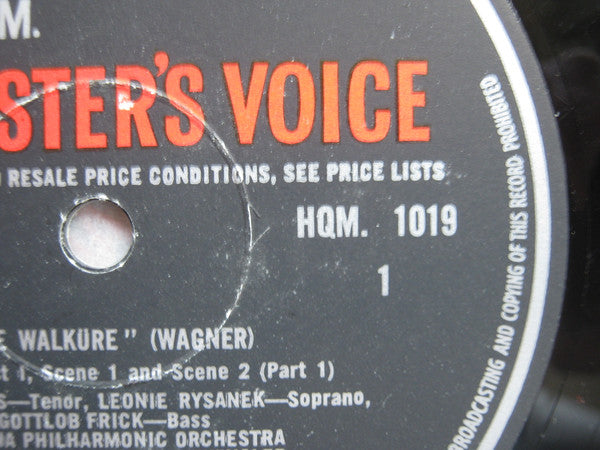 M.
STER'S VOICE
RESALE PRICE CONDITIONS, SEE PRICE LISTS
HQM. 1019
1
E WALKÜRE" (WAGNER)
t 1, Scene 1 and Scene 2 (Part 1)
S—Tenor, LEONIE RYSANEK—Soprano,
GOTTLOB FRICK—Bass
A PHILHARMONIC ORCHESTRA
BROADCASTING AND COPYING OF THIS RECORD PROHIBITED